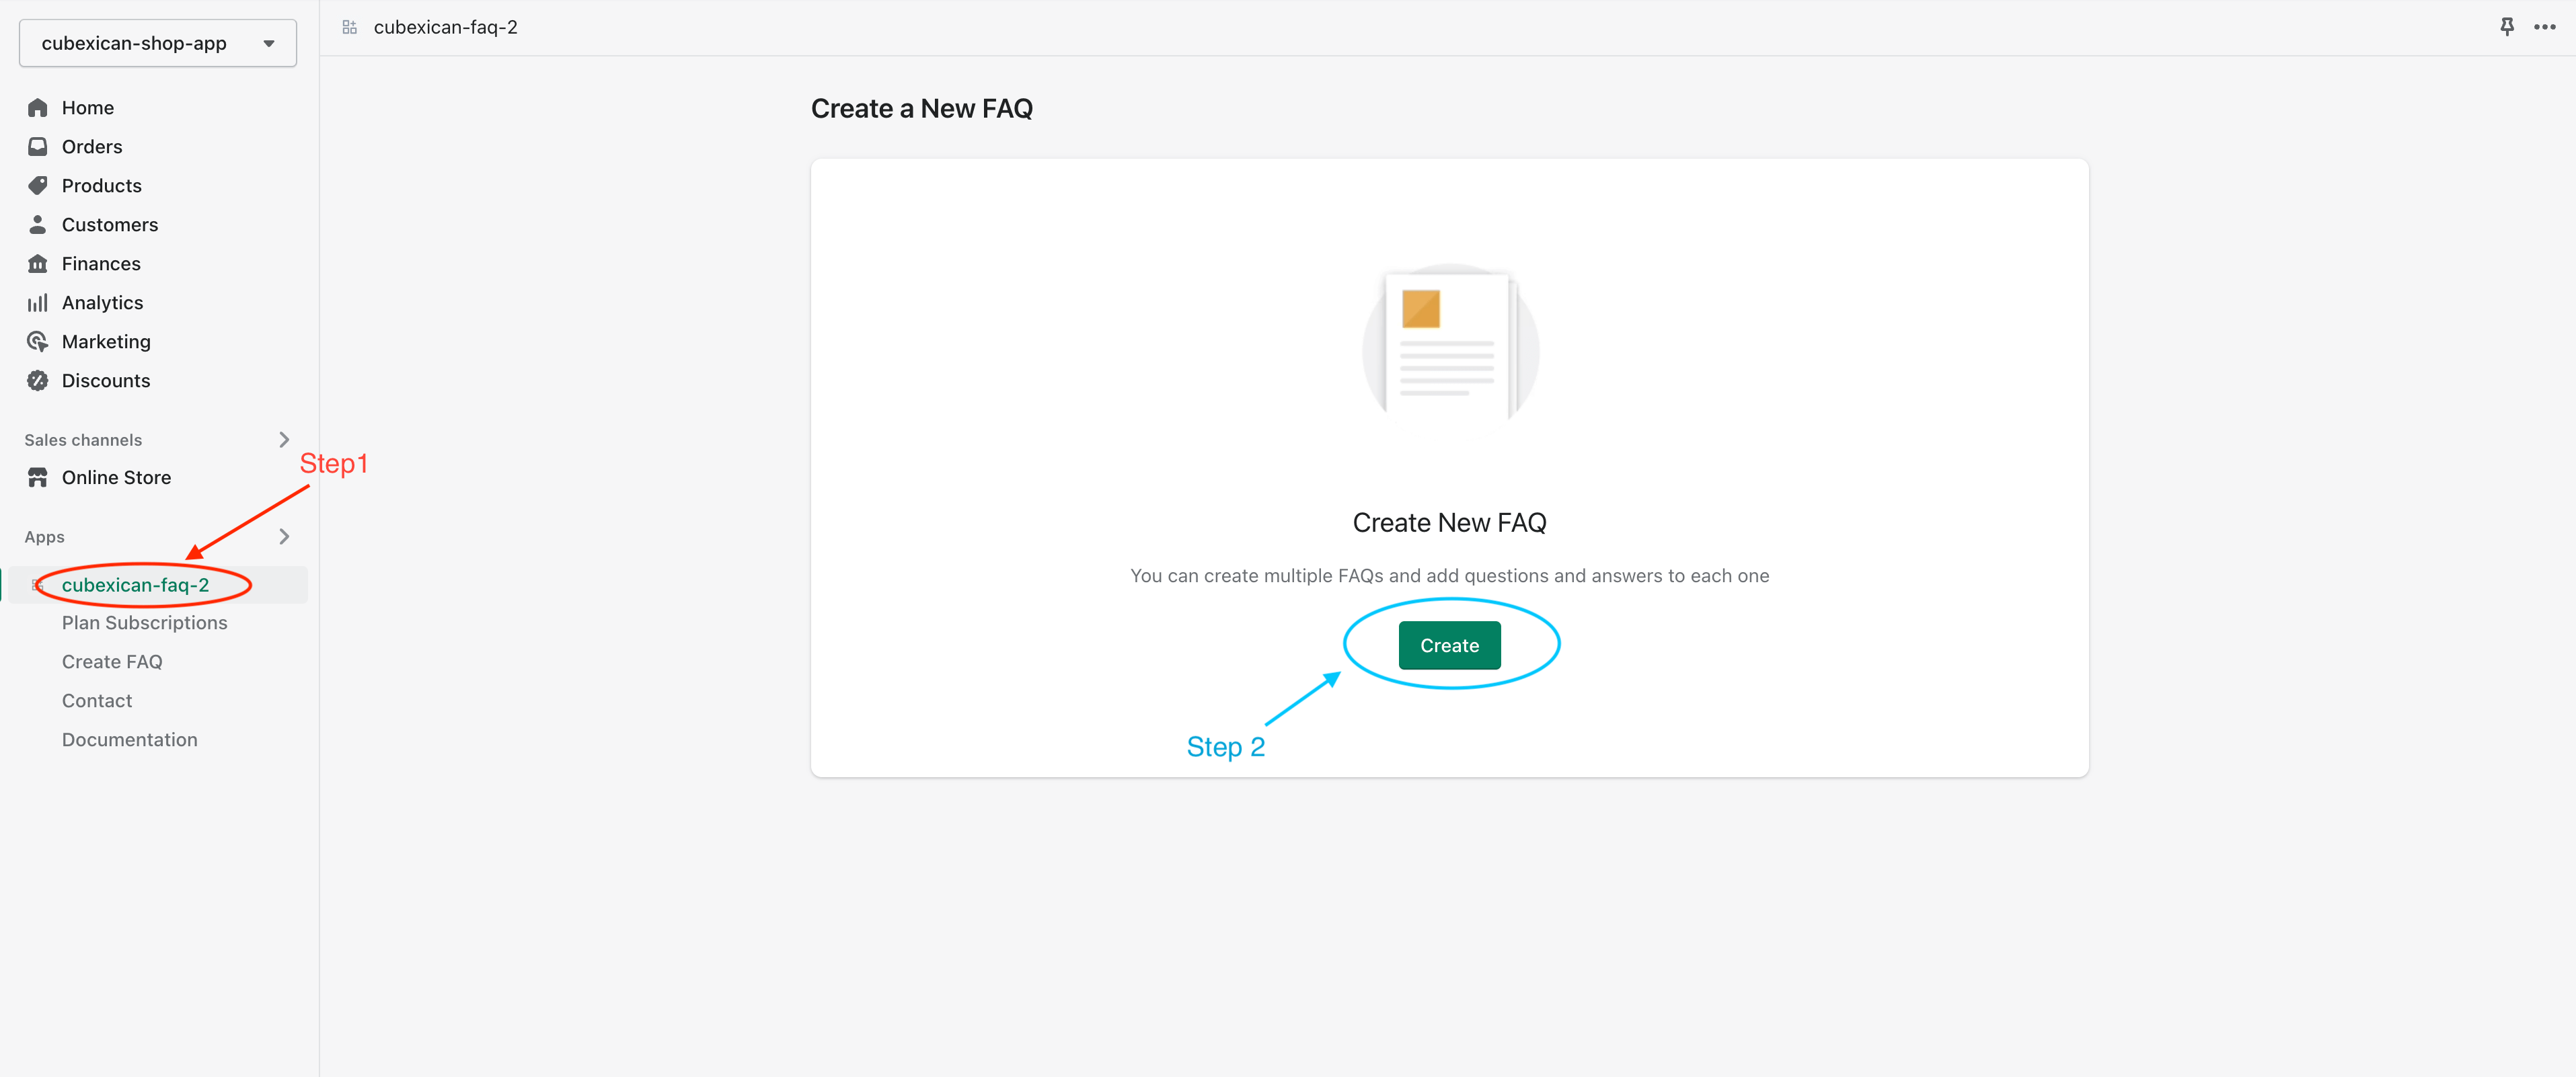 cubexican-shop-app
Home
Orders
Products
Customers
Finances
Analytics
Marketing
Discounts
Sales channels
Step1
Online Store
Apps
cubexican-faq-2
Plan Subscriptions
Create FAQ
Contact
Documentation
cubexican-faq-2
Create a New FAQ
Create New FAQ
You can create multiple FAQs and add questions and answers to each one
Create
Step 2